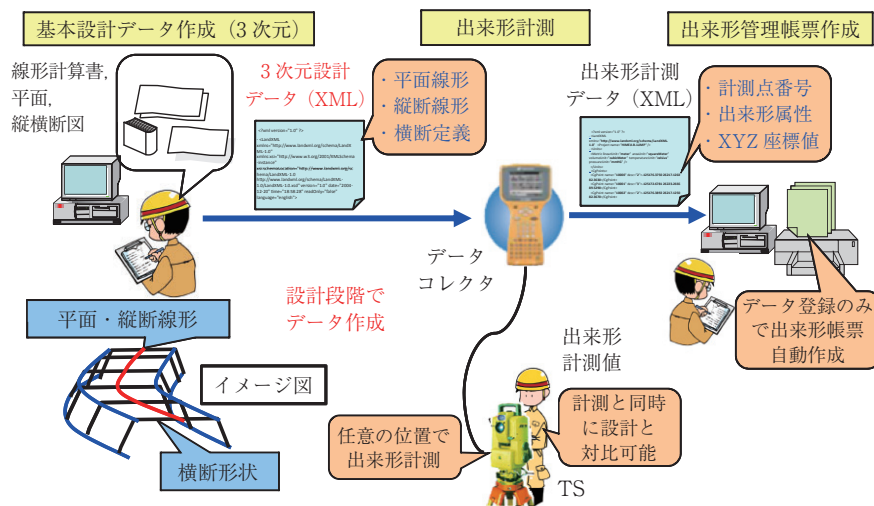 基本設計データ作成（3 次元）
出来形計測
出来形管理帳票作成
線形計算書,
平面,
縦横断図
3 次元設計
データ（XML）
・平面線形
・縦断線形
・横断定義
出来形計測
データ（XML）
・計測点番号
・出来形属性
・XYZ 座標値
データ
コレクタ
設計段階で
データ作成
平面・縦断線形
イメージ図
横断形状
出来形
計測値
任意の位置で
出来形計測
計測と同時
に設計と
対比可能
TS
データ登録のみ
で出来形帳票
自動作成